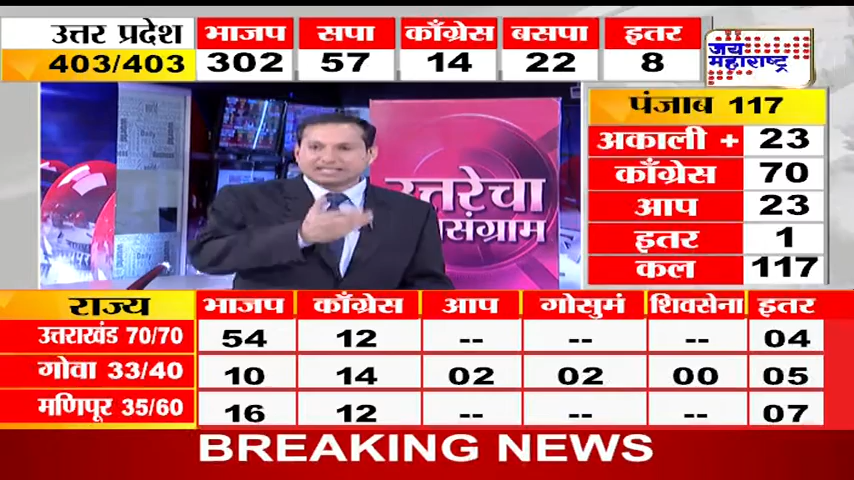 उत्तर प्रदेश भाजप सपा काँग्रेस बसपा इतर
403/403 302 57 14 22 8
जय महाराष्ट्र
पंजाब 117
अकाली + 23
काँग्रेस 70
आप 23
इतर 1
कल 117
उत्तरेचा
संग्राम
राज्य भाजप काँग्रेस आप गोसुमं शिवसेना इतर
उत्तराखंड 70/70 54 12 -- -- -- 04
गोवा 33/40 10 14 02 02 00 05
मणिपूर 35/60 16 12 -- -- -- 07
BREAKING NEWS